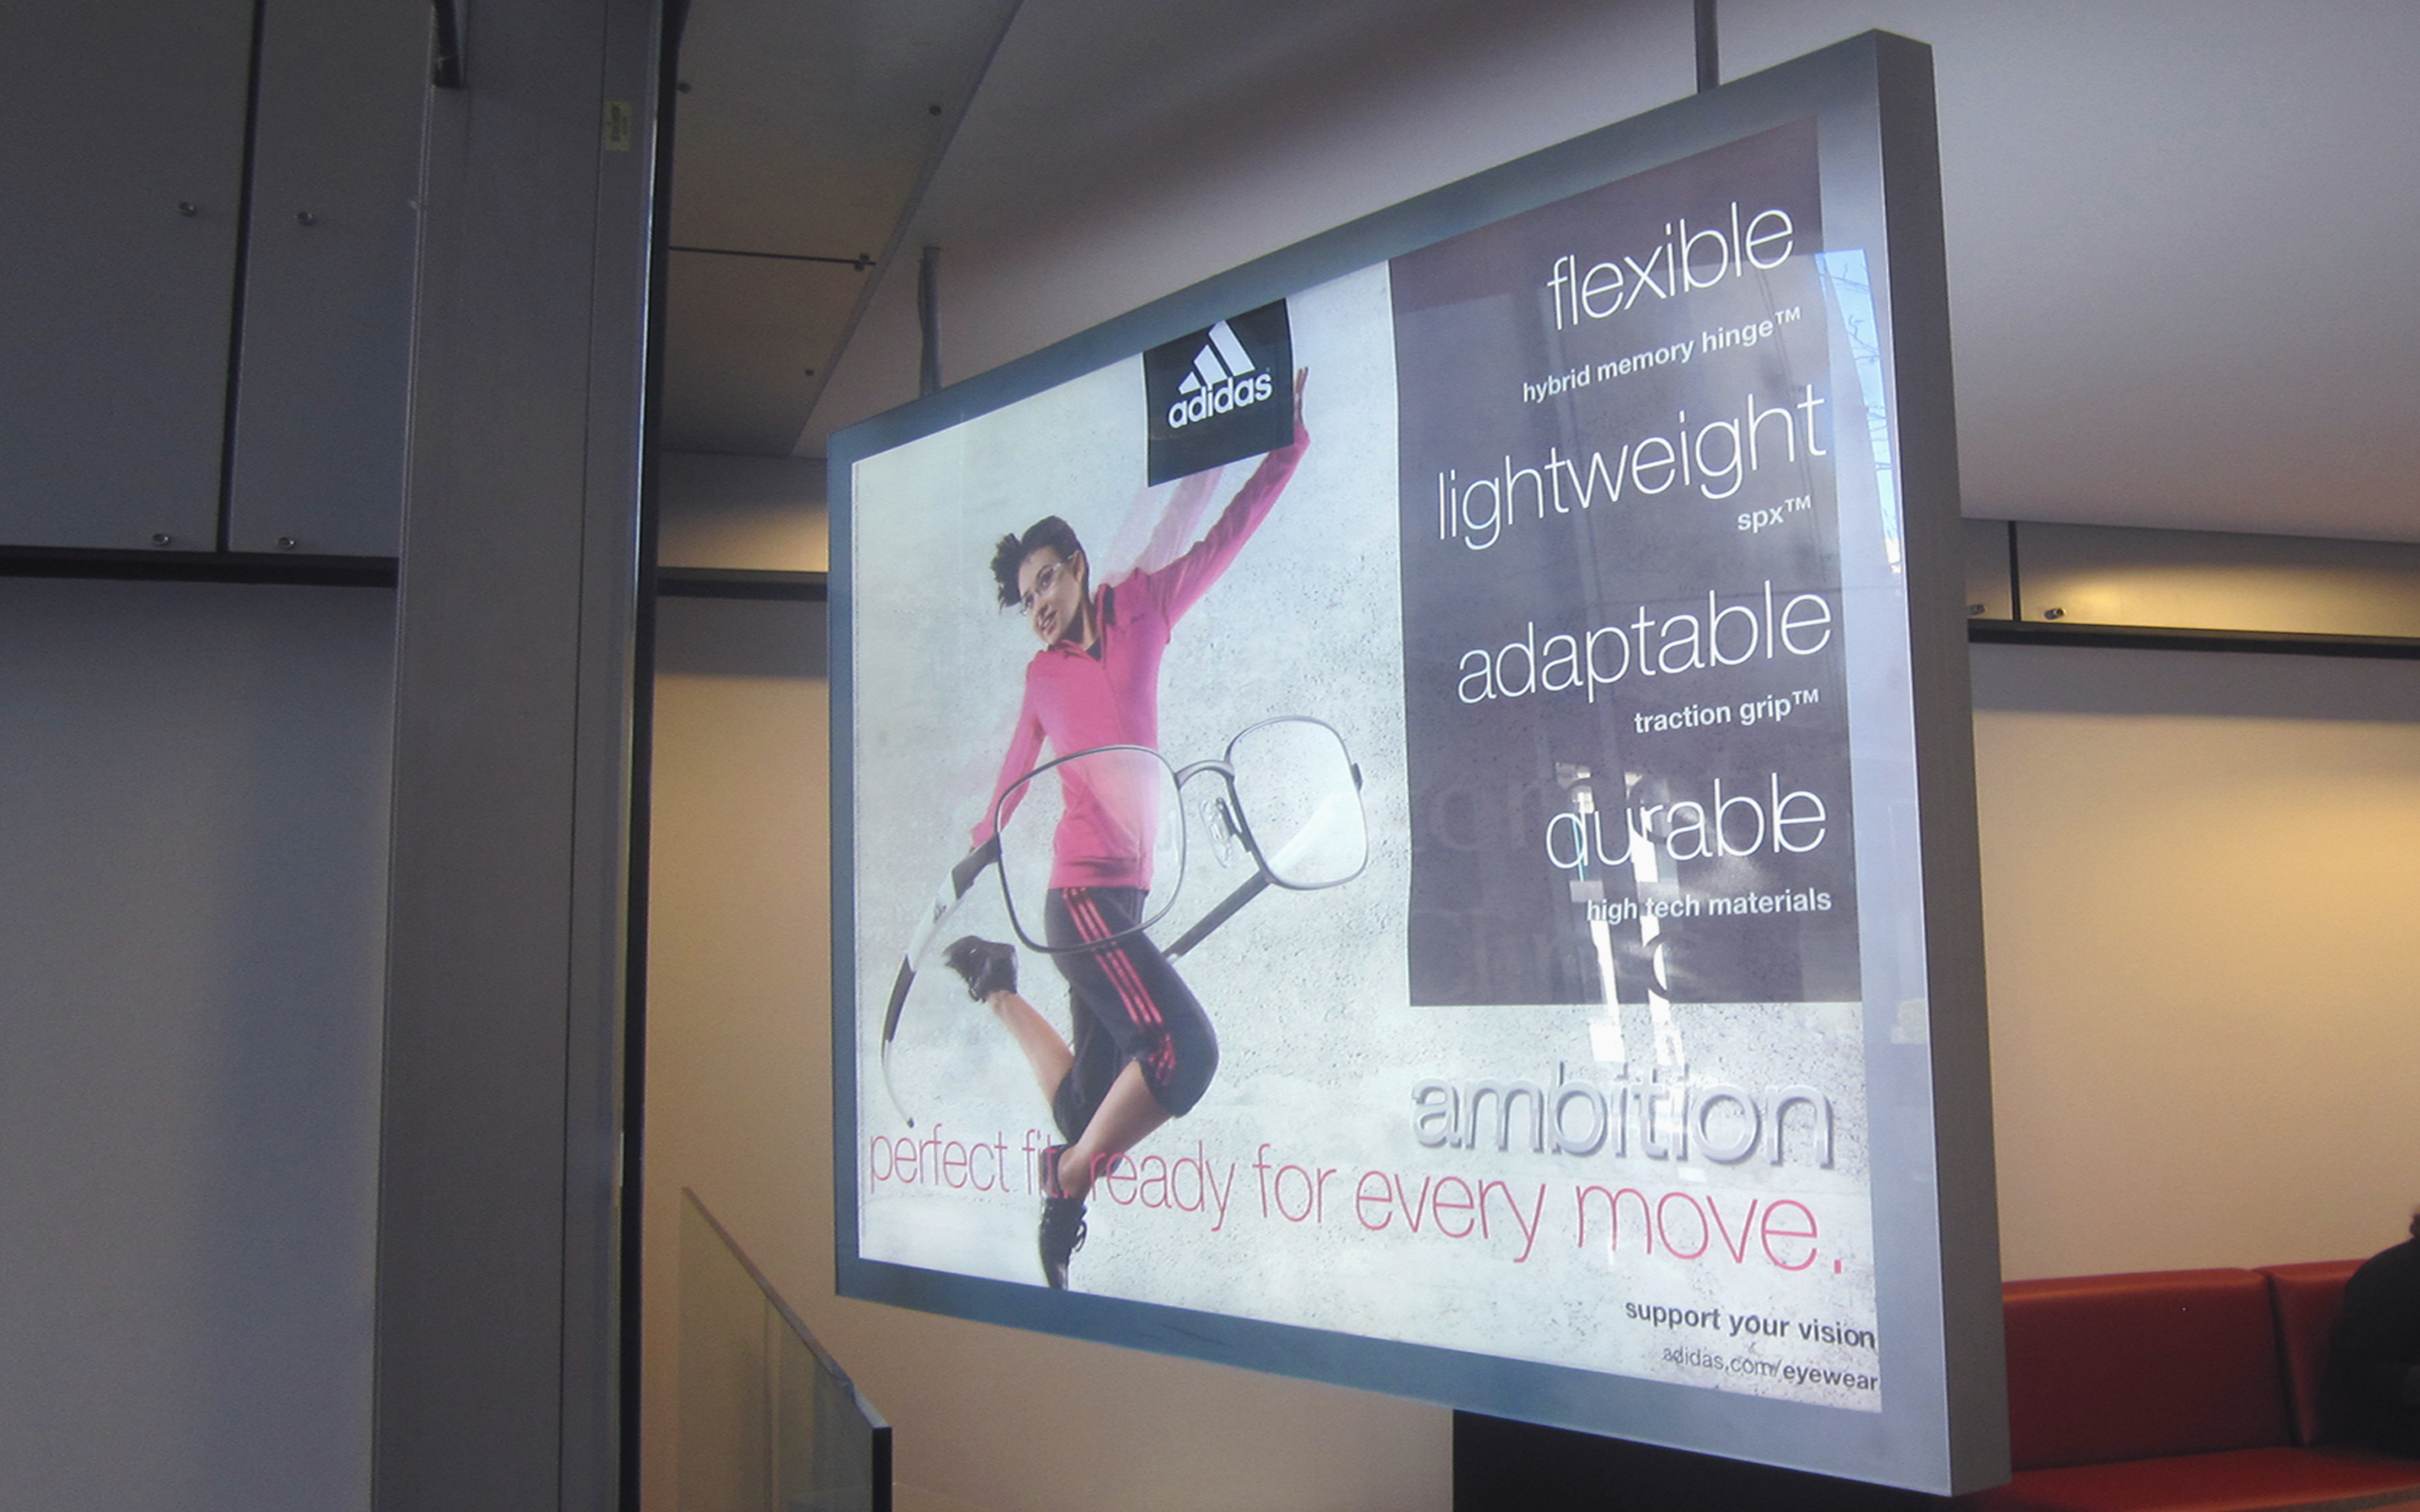 adidas
flexible
hybrid memory hinge™
lightweight
spx™
adaptable
traction grip™
durable
high tech materials
ambition
perfect fit. ready for every move.
support your vision
adidas.com/eyewear